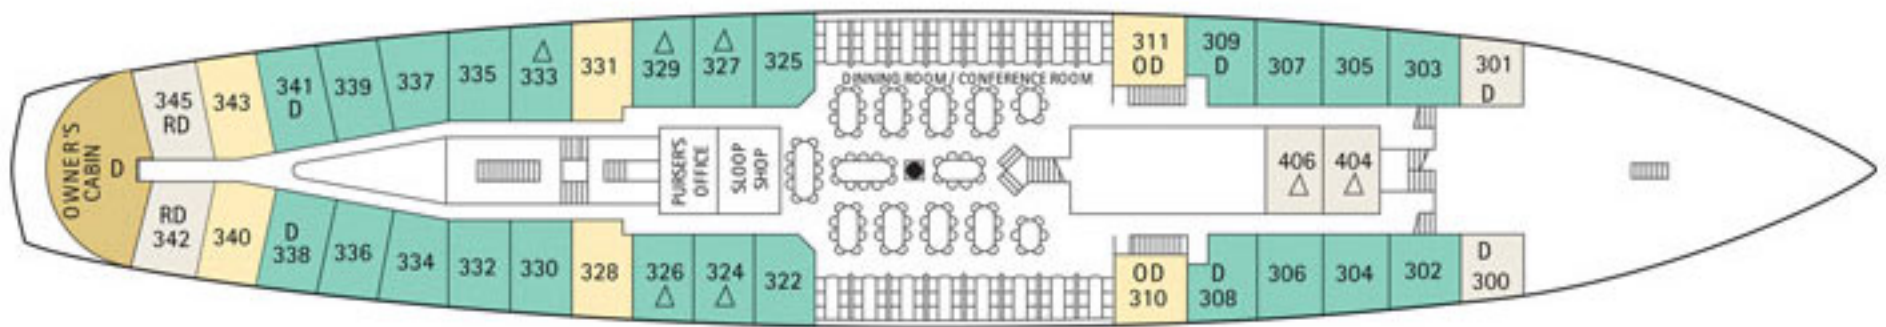 OWNER'S
CABIN
D
345
RD
343
341
D
339
337
335
△
333
331
△
329
△
327
325
DINNING ROOM / CONFERENCE ROOM
311
OD
309
D
307
305
303
301
D
PURSER'S
OFFICE
SLOP
SHOP
406
△
404
△
RD
342
340
D
338
336
334
332
330
328
326
△
324
△
322
OD
310
D
308
306
304
302
D
300